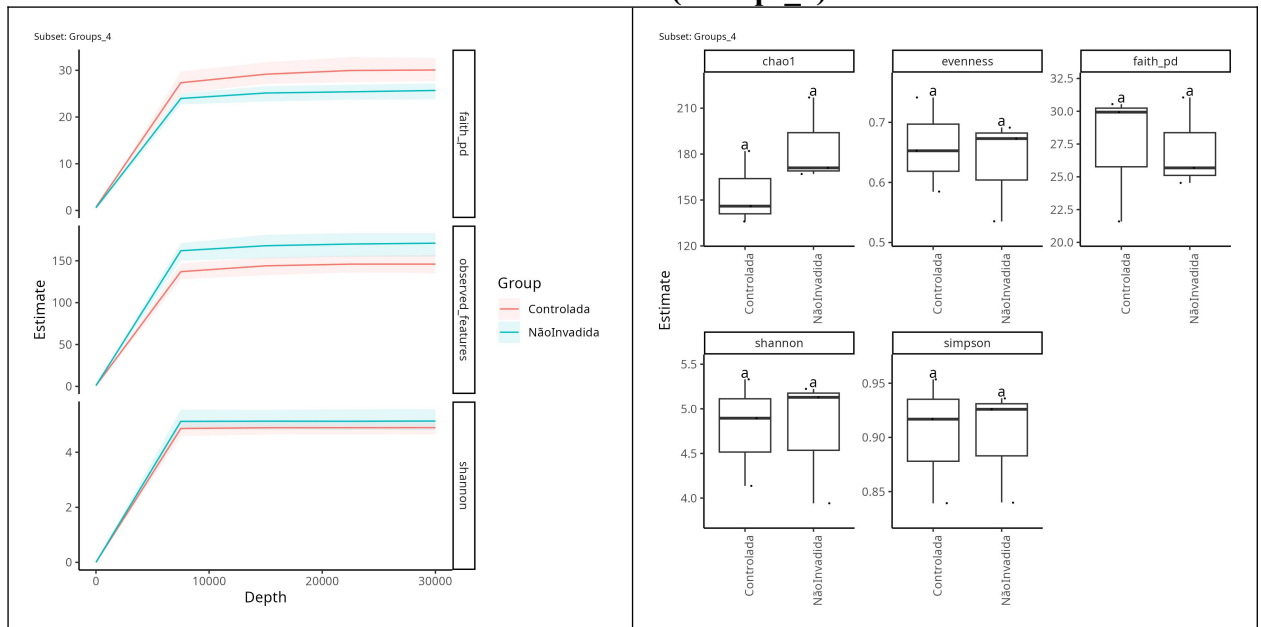 Subset: Groups_4
30
20
10
0
faith_pd
150
100
50
0
observed_features
4
2
0
shannon
Estimate
0 10000 20000 30000
Depth
Group
Controlada
NãoInvadida
Subset: Groups_4
Estimate
chao1
210
180
150
120
a
a
Controlada
NãoInvadida
evenness
0.7
0.6
0.5
a
a
Controlada
NãoInvadida
faith_pd
32.5
30.0
27.5
25.0
22.5
20.0
a
a
Controlada
NãoInvadida
shannon
5.5
5.0
4.5
4.0
a
a
Controlada
NãoInvadida
simpson
0.95
0.90
0.85
a
a
Controlada
NãoInvadida